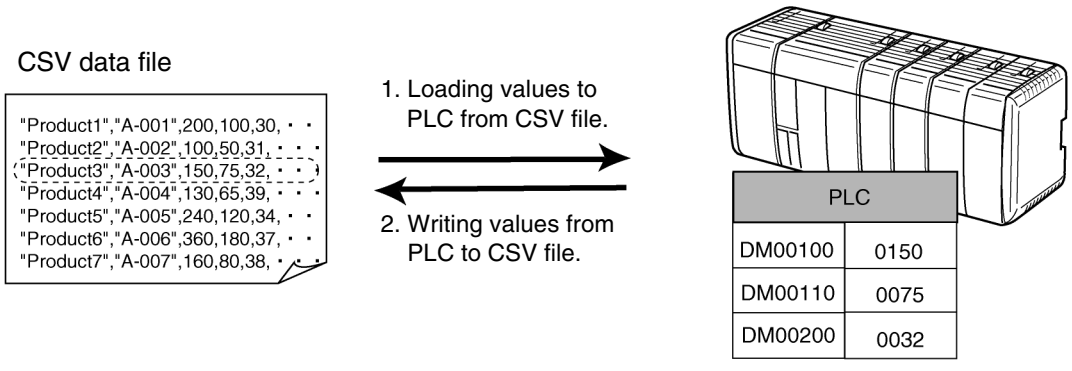 CSV data file
"Product1","A-001",200,100,30, · ·
"Product2","A-002",100,50,31, · · ·
"Product3","A-003",150,75,32, · · ·
"Product4","A-004",130,65,39, · · ·
"Product5","A-005",240,120,34, · ·
"Product6","A-006",360,180,37, · ·
"Product7","A-007",160,80,38, · · ·
1. Loading values to
PLC from CSV file.
2. Writing values from
PLC to CSV file.
PLC
DM00100 0150
DM00110 0075
DM00200 0032